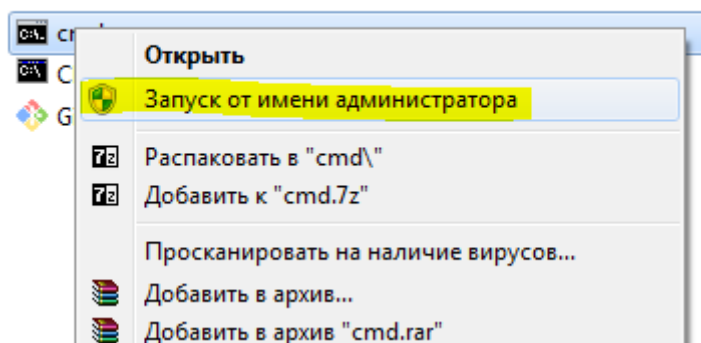 Открыть
Запуск от имени администратора
Распаковать в "cmd\"
Добавить к "cmd.7z"
Просканировать на наличие вирусов...
Добавить в архив...
Добавить в архив "cmd.rar"